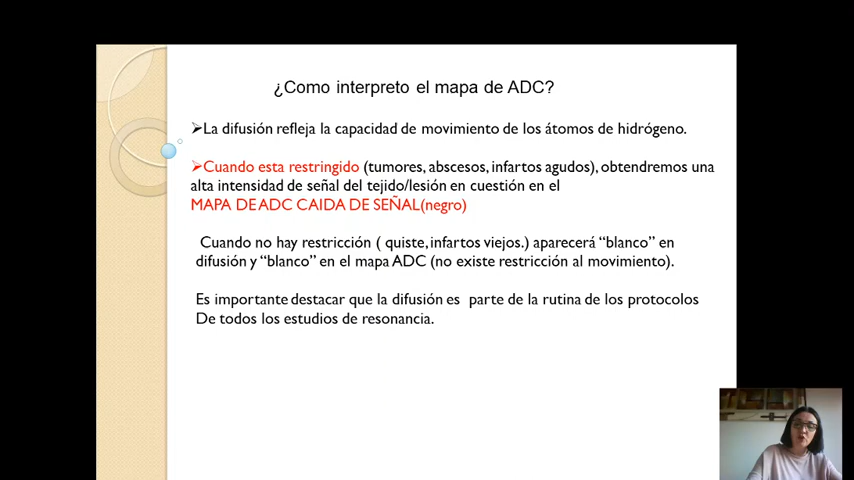 ¿Como interpreto el mapa de ADC?
➢La difusión refleja la capacidad de movimiento de los átomos de hidrógeno.
➢Cuando esta restringido (tumores, abscesos, infartos agudos), obtendremos una
alta intensidad de señal del tejido/lesión en cuestión en el
MAPA DE ADC CAIDA DE SEÑAL(negro)
Cuando no hay restricción ( quiste, infartos viejos.) aparecerá “blanco” en
difusión y “blanco” en el mapa ADC (no existe restricción al movimiento).
Es importante destacar que la difusión es parte de la rutina de los protocolos
De todos los estudios de resonancia.